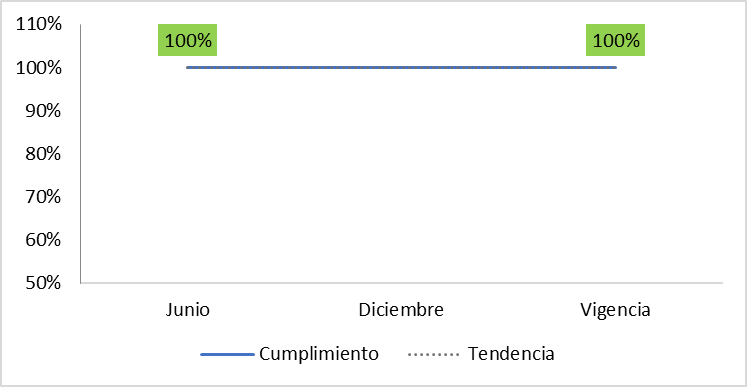 110%
100%
100%
100%
90%
80%
70%
60%
50%
Junio
Diciembre
Vigencia
Cumplimiento
Tendencia